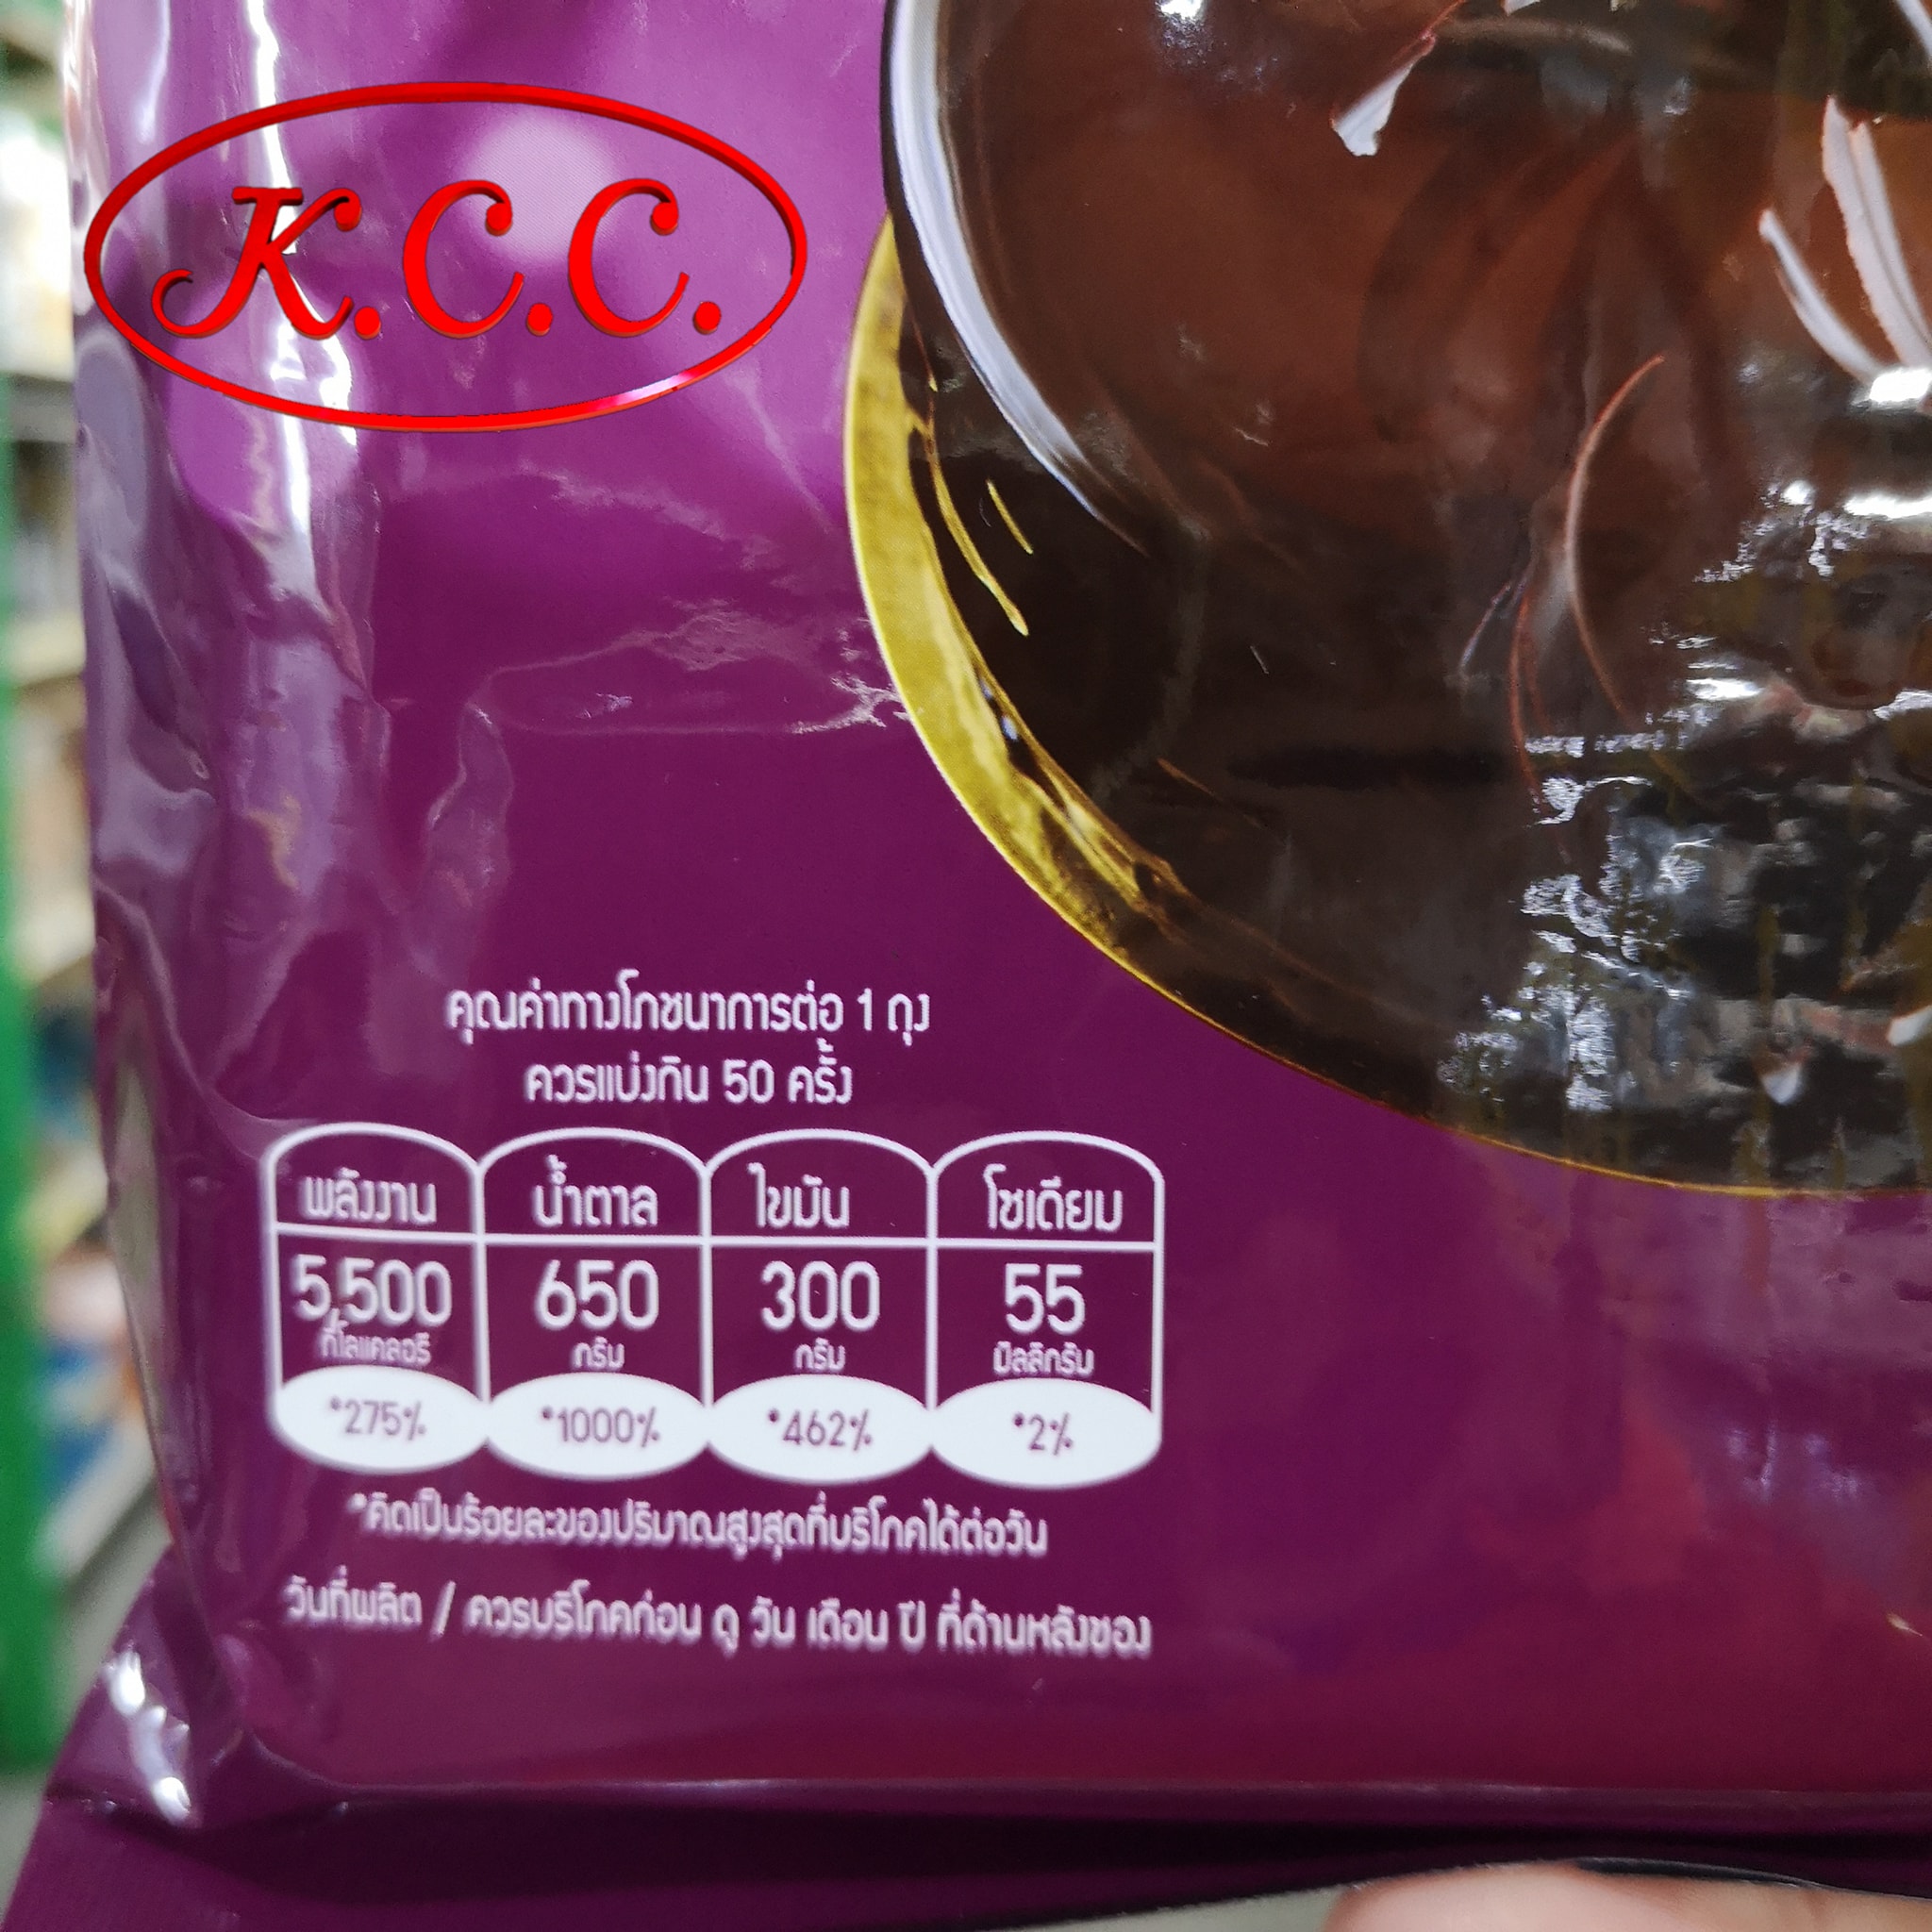 K.C.C.
คุณค่าทางโภชนาการต่อ 1 ถุง
ควรแบ่งกิน 50 ครั้ง
พลังงาน น้ำตาล ไขมัน โซเดียม
5,500 650 300 55
กิโลแคลอรี กรัม กรัม มิลลิกรัม
*275% *1000% *462% *2%
*คิดเป็นร้อยละของปริมาณสูงสุดที่บริโภคได้ต่อวัน
วันที่ผลิต / ควรบริโภคก่อน ดู วัน เดือน ปี ที่ด้านหลังซอง